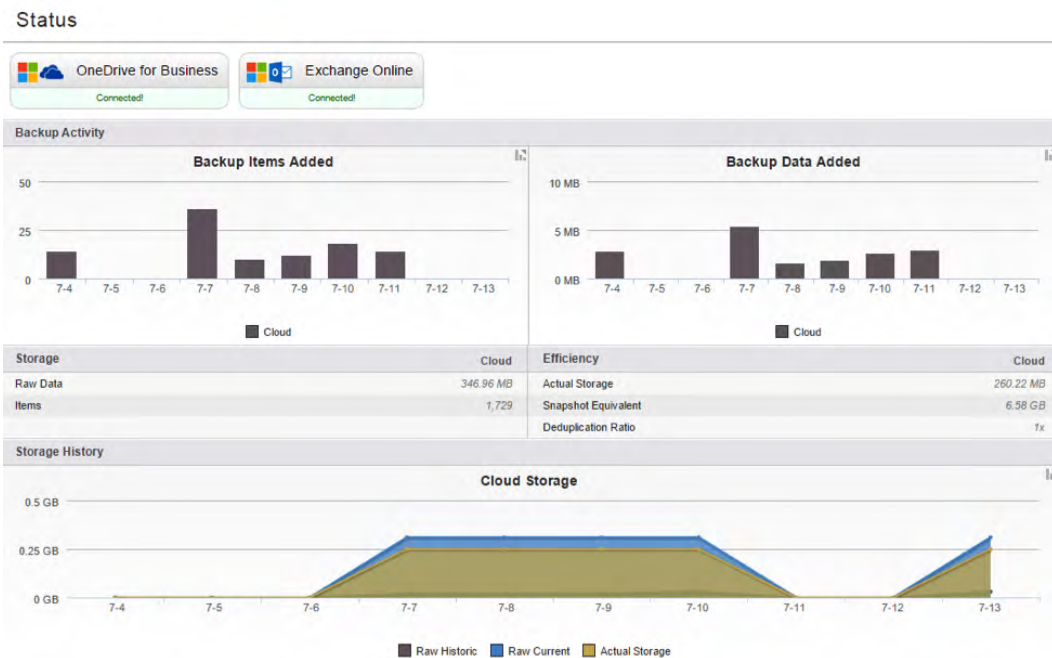 Status
OneDrive for Business
Connected!
Exchange Online
Connected!
Backup Activity
Backup Items Added
50
25
0
7-4 7-5 7-6 7-7 7-8 7-9 7-10 7-11 7-12 7-13
Cloud
Backup Data Added
10 MB
5 MB
0 MB
7-4 7-5 7-6 7-7 7-8 7-9 7-10 7-11 7-12 7-13
Cloud
Storage Cloud
Raw Data 346.96 MB
Items 1,729
Efficiency Cloud
Actual Storage 260.22 MB
Snapshot Equivalent 6.58 GB
Deduplication Ratio 1x
Storage History
Cloud Storage
0.5 GB
0.25 GB
0 GB
7-4 7-5 7-6 7-7 7-8 7-9 7-10 7-11 7-12 7-13
Raw Historic Raw Current Actual Storage